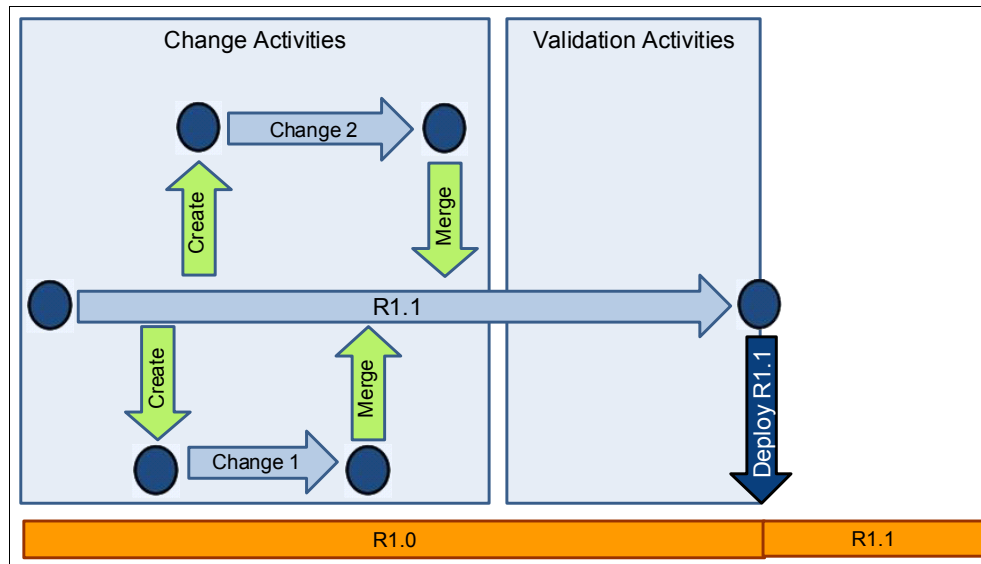 Change Activities
Validation Activities
Change 2
Create
Merge
R1.1
Create
Merge
Deploy R1.1
Change 1
R1.0
R1.1